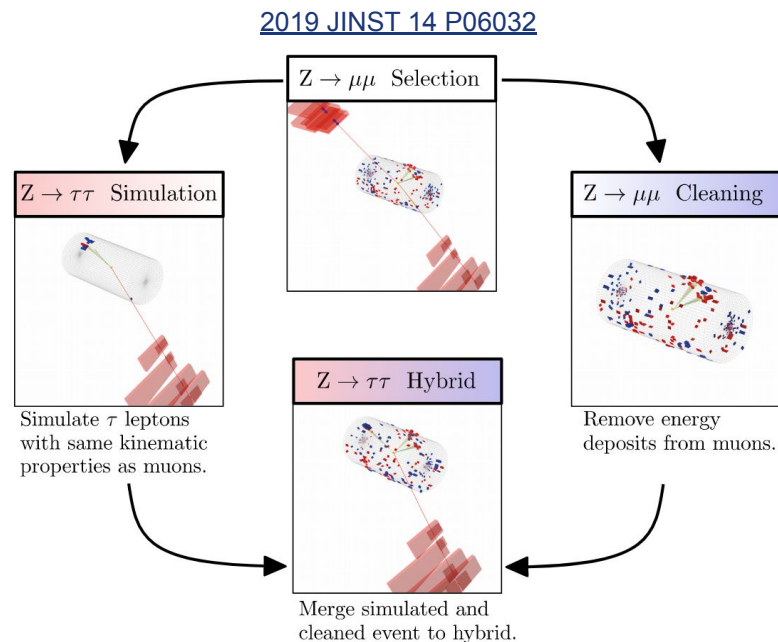 2019 JINST 14 P06032
Z → μμ Selection
Z → ττ Simulation
Z → μμ Cleaning
Simulate τ leptons
with same kinematic
properties as muons.
Z → ττ Hybrid
Remove energy
deposits from muons.
Merge simulated and
cleaned event to hybrid.